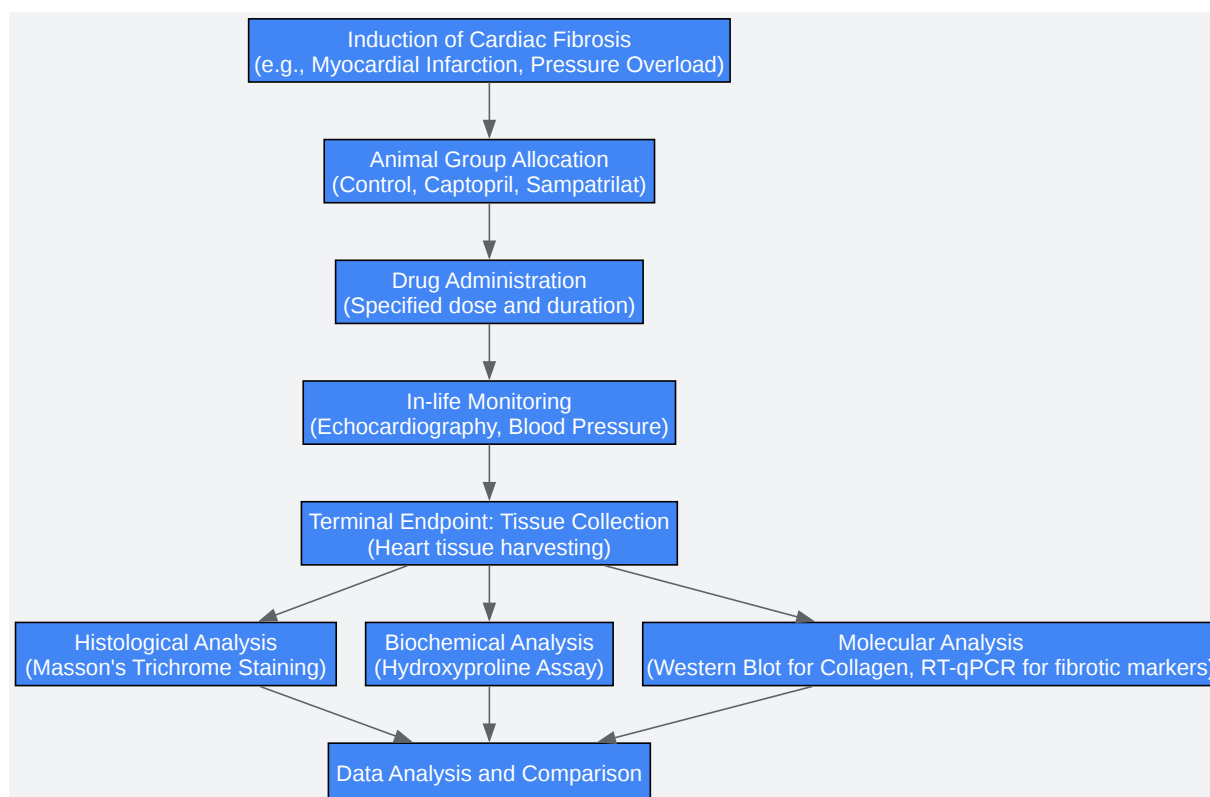 Induction of Cardiac Fibrosis
(e.g., Myocardial Infarction, Pressure Overload)
Animal Group Allocation
(Control, Captopril, Sampatrilat)
Drug Administration
(Specified dose and duration)
In-life Monitoring
(Echocardiography, Blood Pressure)
Terminal Endpoint: Tissue Collection
(Heart tissue harvesting)
Histological Analysis
(Masson's Trichrome Staining)
Biochemical Analysis
(Hydroxyproline Assay)
Molecular Analysis
(Western Blot for Collagen, RT-qPCR for fibrotic markers)
Data Analysis and Comparison